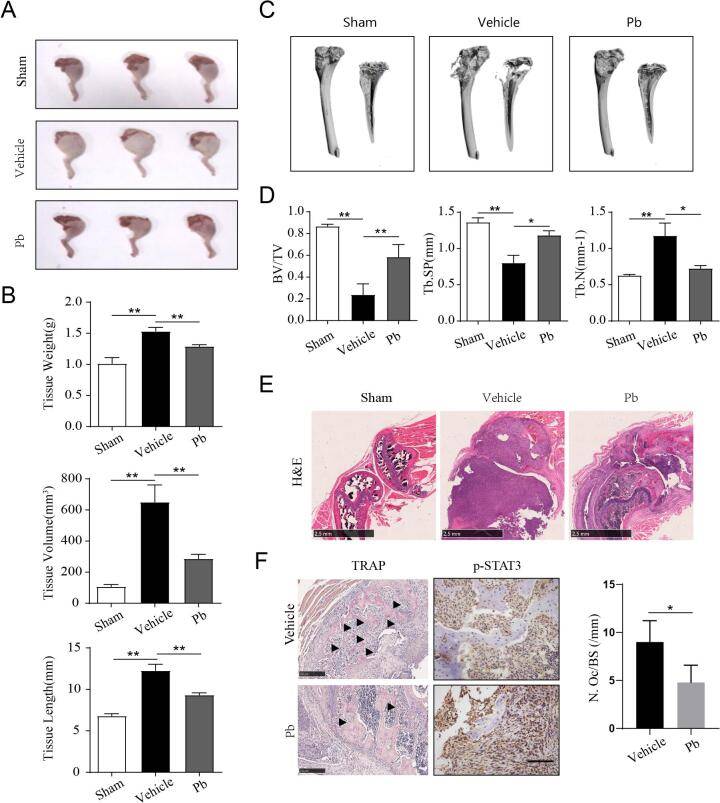 A
Sham
Vehicle
Pb
B
Tissue Weight(g)
2.0
1.5
1.0
0.5
0.0
**
**
Sham
Vehicle
Pb
Tissue Volume(mm³)
800
600
400
200
0
**
**
Sham
Vehicle
Pb
Tissue Length(mm)
15
10
5
0
**
**
Sham
Vehicle
Pb
C
Sham
Vehicle
Pb
D
BV/TV
0.8
0.6
0.4
0.2
0.0
**
**
Sham
Vehicle
Pb
Tb.SP(mm)
1.5
1.0
0.5
0.0
**
*
Sham
Vehicle
Pb
Tb.N(mm-1)
1.5
1.0
0.5
0.0
**
*
Sham
Vehicle
Pb
E
Sham
Vehicle
Pb
H&E
2.5 mm
2.5 mm
2.5 mm
F
TRAP
p-STAT3
Vehicle
Pb
N. Oc/BS (/mm)
15
10
5
0
*
Vehicle
Pb